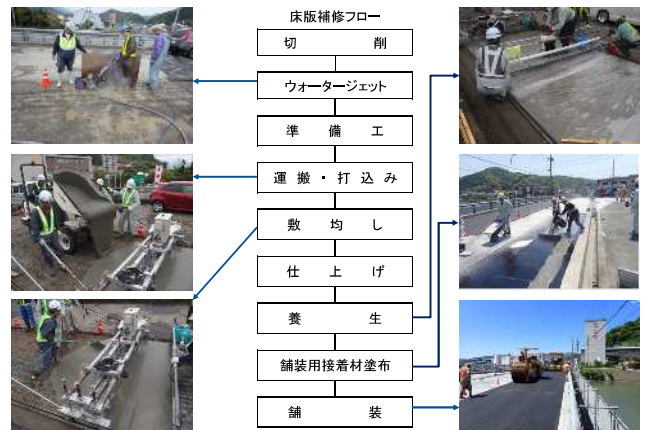 床版補修フロー
切　　削
ウォータージェット
準　備　工
運搬・打込み
敷　均　し
仕　上　げ
養　　生
舗装用接着材塗布
舗　　装